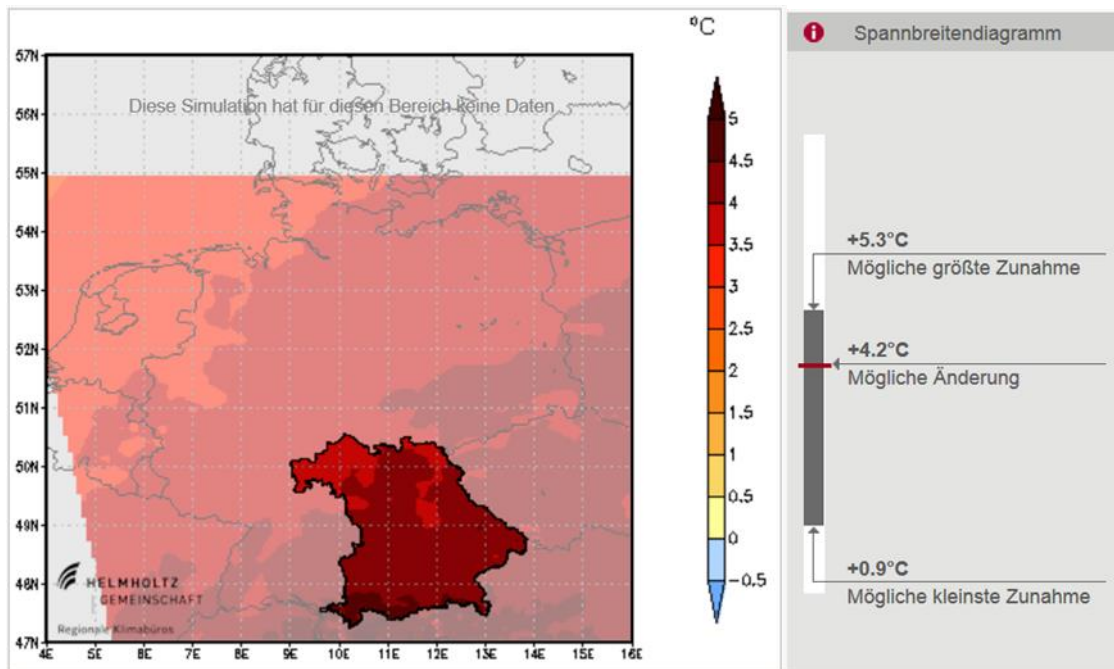 °C
Spannbreitendiagramm
57N
56N
55N
54N
53N
52N
51N
50N
49N
48N
47N
4E 5E 6E 7E 8E 9E 10E 11E 12E 13E 14E 15E 16E
Diese Simulation hat für diesen Bereich keine Daten
HELMHOLTZ
GEMEINSCHAFT
Regionale Klimabüros
5
4.5
4
3.5
3
2.5
2
1.5
1
0.5
0
-0.5
+5.3°C
Mögliche größte Zunahme
+4.2°C
Mögliche Änderung
+0.9°C
Mögliche kleinste Zunahme